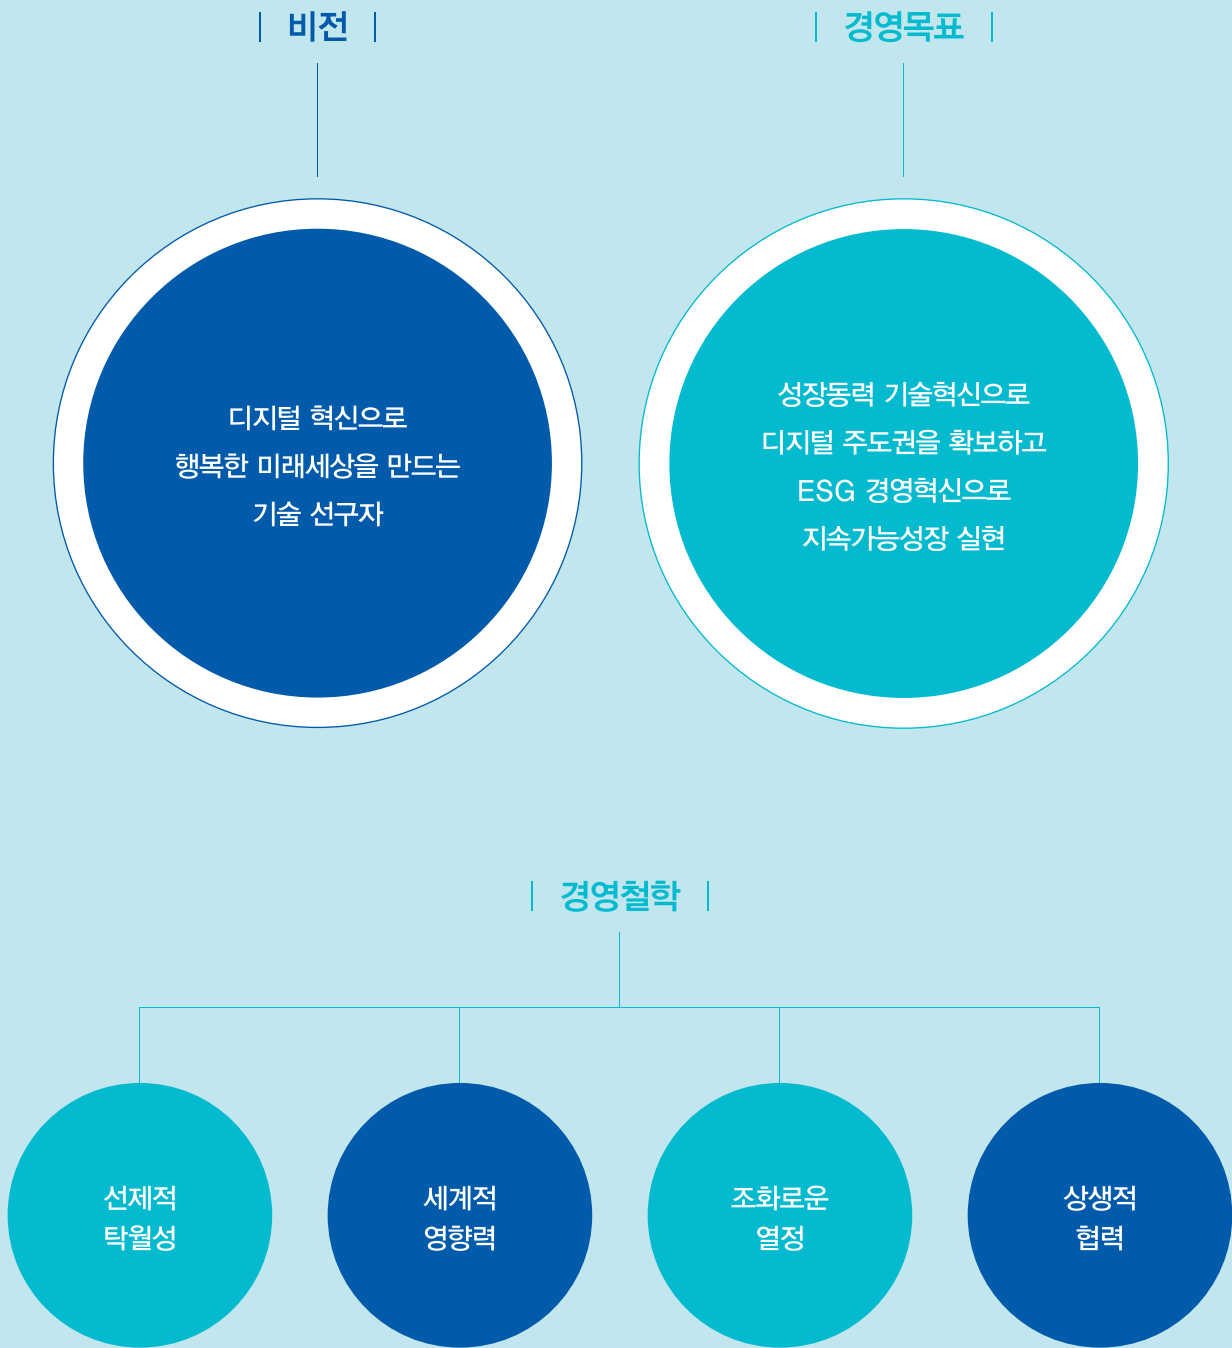 비전
디지털 혁신으로
행복한 미래세상을 만드는
기술 선구자
경영목표
성장동력 기술혁신으로
디지털 주도권을 확보하고
ESG 경영혁신으로
지속가능성장 실현
경영철학
선제적
탁월성
세계적
영향력
조화로운
열정
상생적
협력